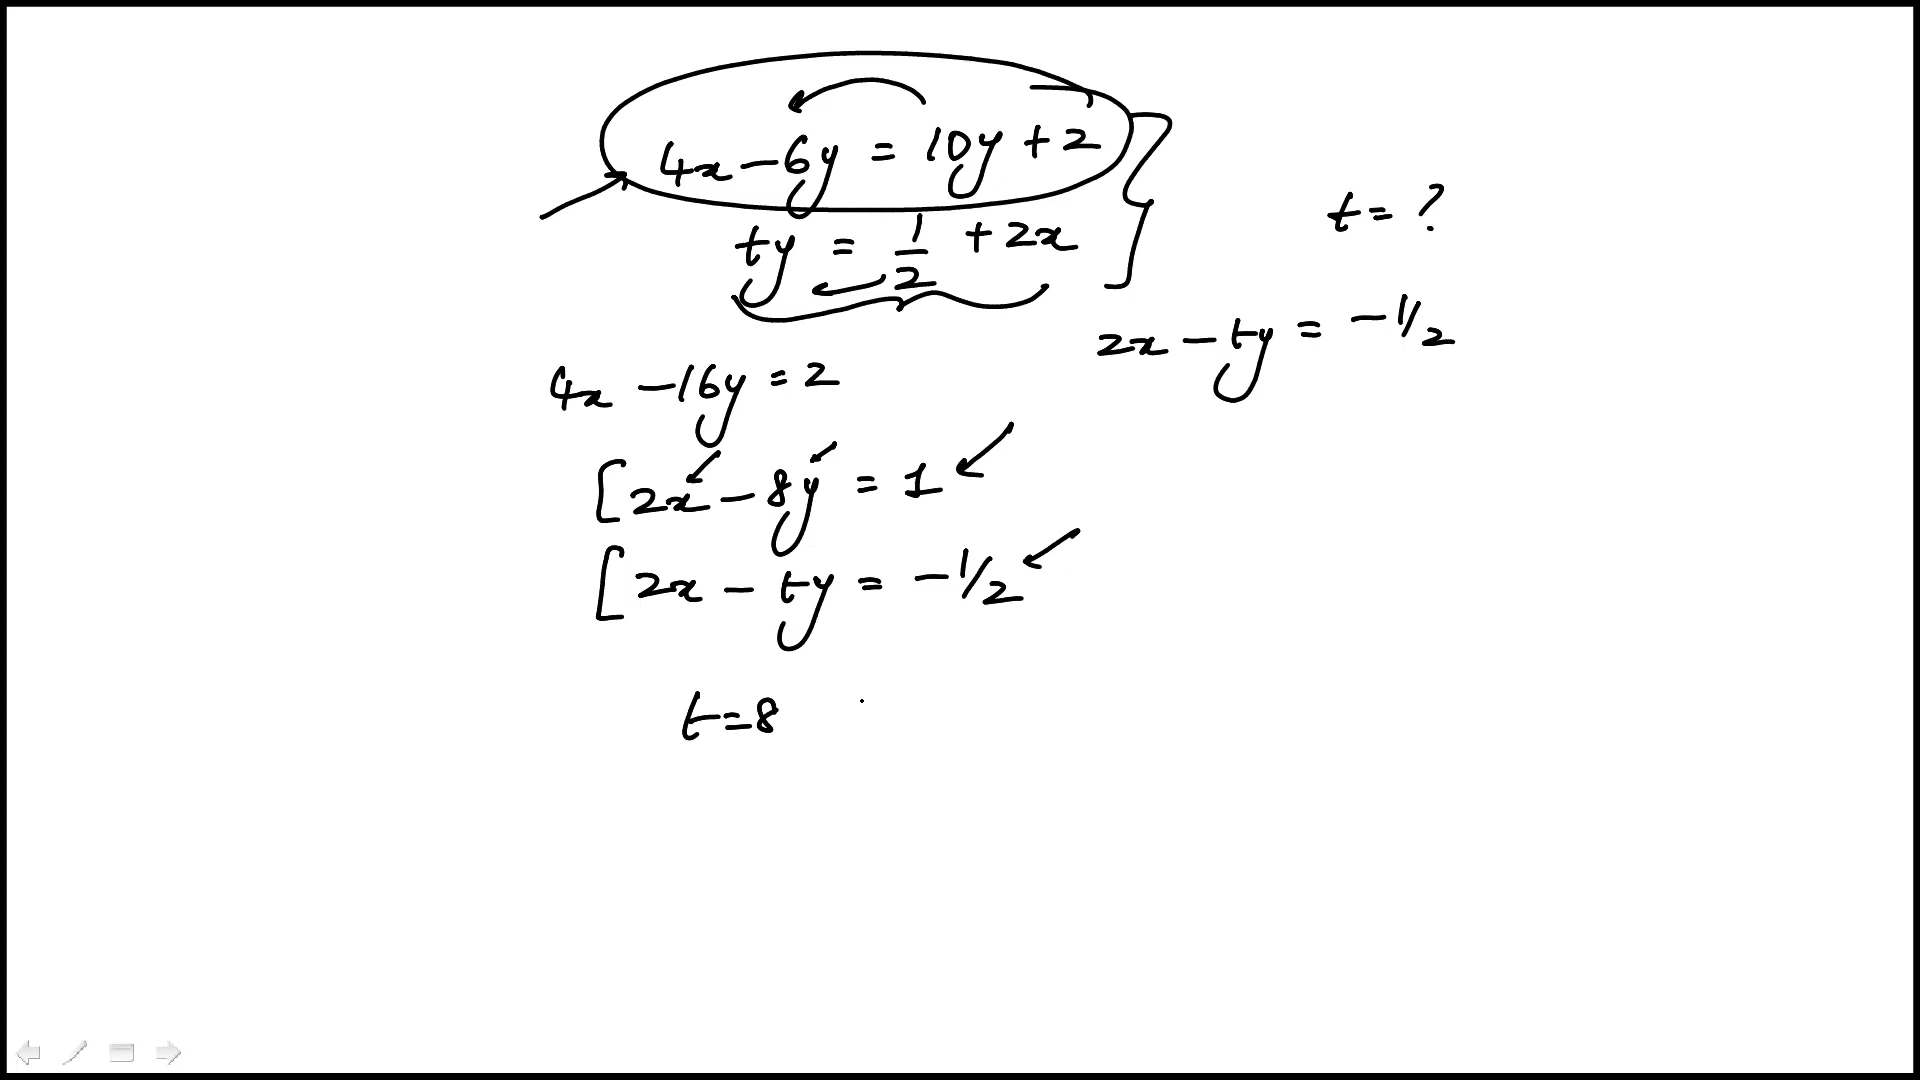 4x - 6y = 10y + 2
ty = 1/2 + 2x
t = ?
2x - ty = -1/2
4x - 16y = 2
[2x - 8y = 1
[2x - ty = -1/2
t = 8